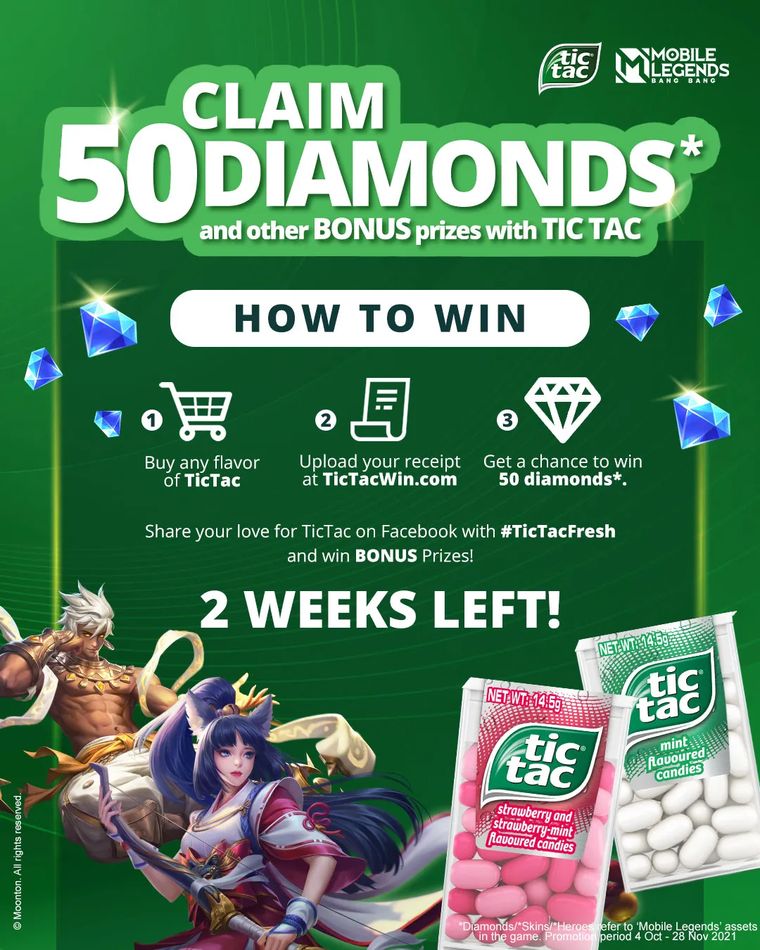 tic
tac
MOBILE
LEGENDS
BANG BANG
CLAIM
50 DIAMONDS*
and other BONUS prizes with TIC TAC
HOW TO WIN
1
Buy any flavor
of TicTac
2
Upload your receipt
at TicTacWin.com
3
Get a chance to win
50 diamonds*.
Share your love for TicTac on Facebook with #TicTacFresh
and win BONUS Prizes!
2 WEEKS LEFT!
NET WT: 14.5g
tic
tac
strawberry and
strawberry-mint
flavoured candies
NET WT: 14.5g
tic
tac
mint
flavoured
candies
© Moonton. All rights reserved.
*Diamonds/*Skins/*Heroes refer to 'Mobile Legends' assets
in the game. Promotion period 4 Oct - 28 Nov 2021